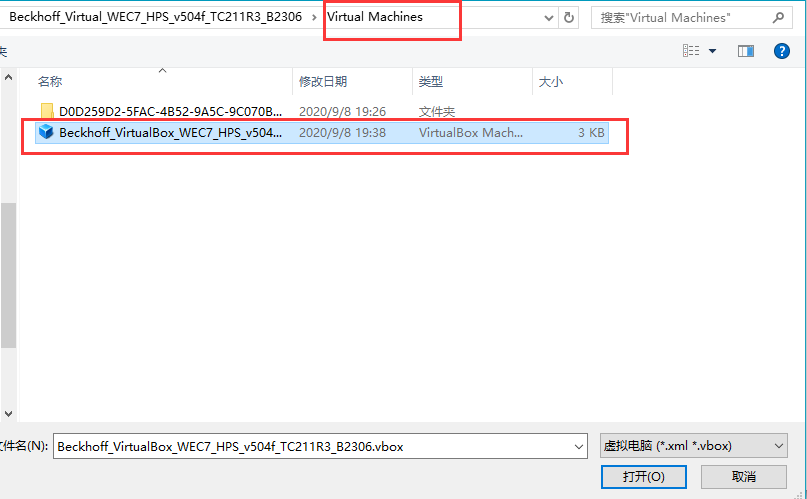 Beckhoff_Virtual_WEC7_HPS_v504f_TC211R3_B2306 › Virtual Machines 搜索"Virtual Machines"
夹
名称 修改日期 类型 大小
D0D259D2-5FAC-4B52-9A5C-9C070B... 2020/9/8 19:26 文件夹
Beckhoff_VirtualBox_WEC7_HPS_v504... 2020/9/8 19:38 VirtualBox Mach... 3 KB
文件名(N): Beckhoff_VirtualBox_WEC7_HPS_v504f_TC211R3_B2306.vbox 虚拟电脑 (*.xml *.vbox)
打开(O) 取消